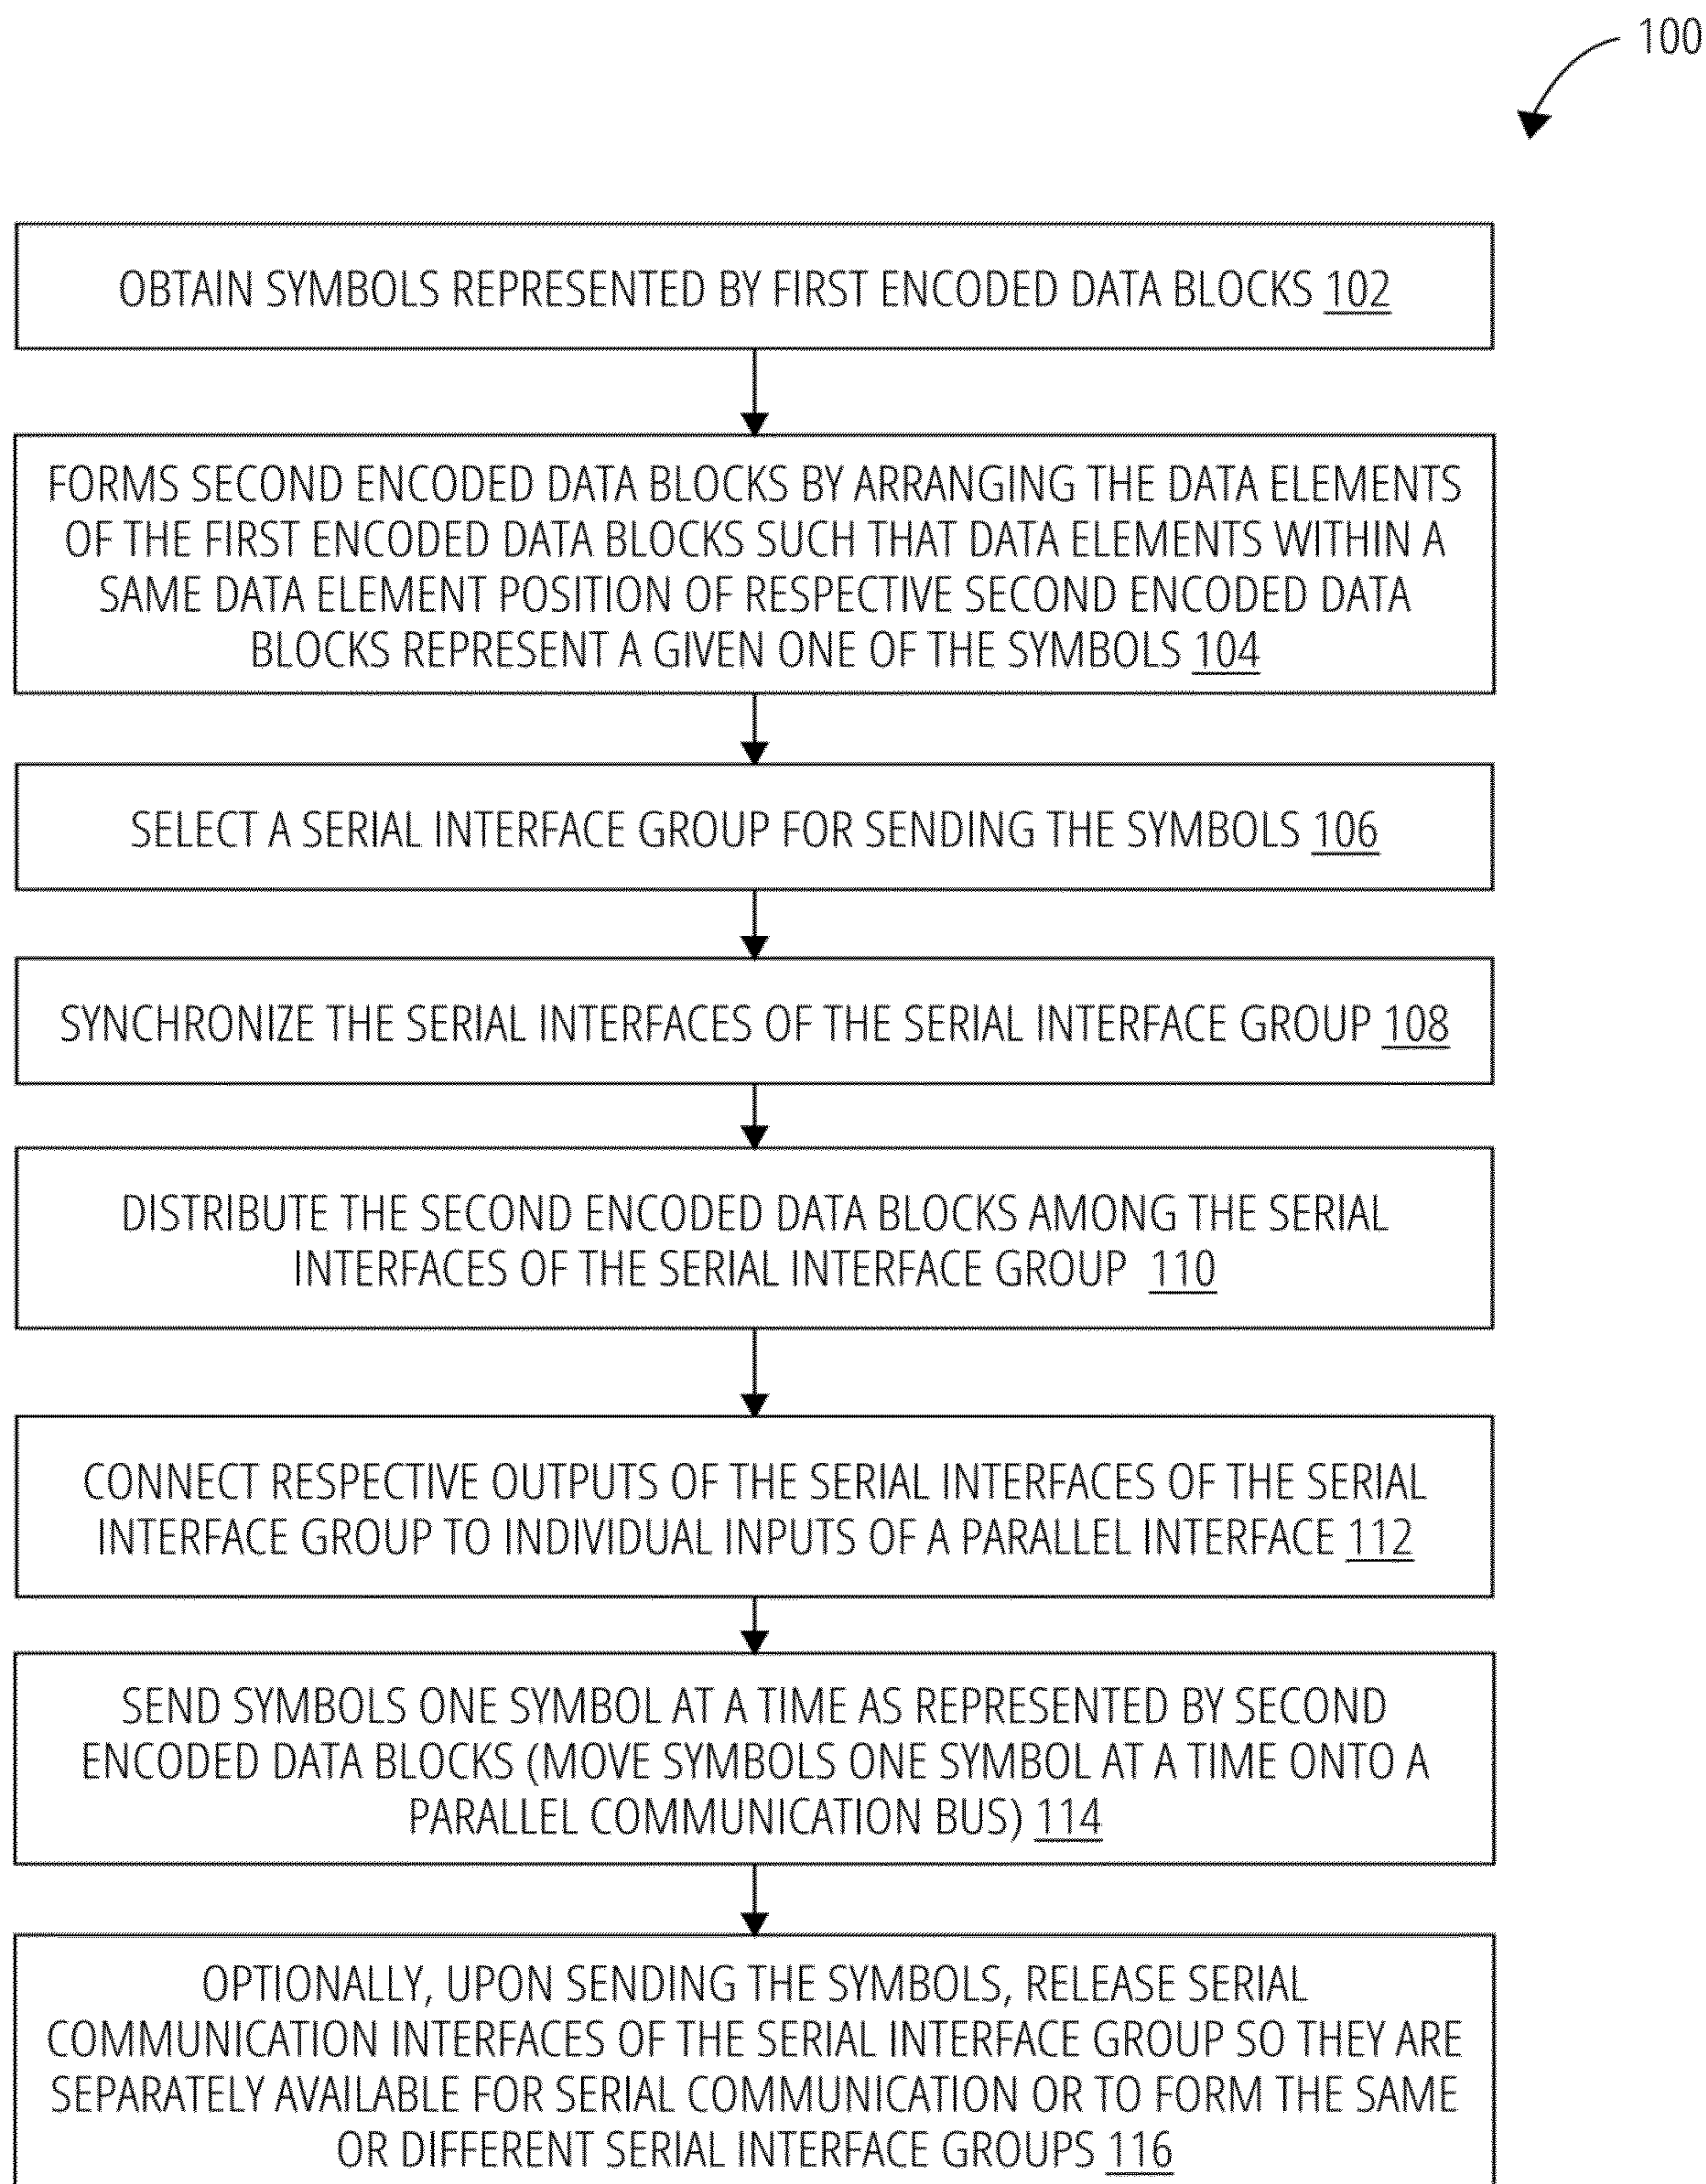 100
OBTAIN SYMBOLS REPRESENTED BY FIRST ENCODED DATA BLOCKS 102
FORMS SECOND ENCODED DATA BLOCKS BY ARRANGING THE DATA ELEMENTS
OF THE FIRST ENCODED DATA BLOCKS SUCH THAT DATA ELEMENTS WITHIN A
SAME DATA ELEMENT POSITION OF RESPECTIVE SECOND ENCODED DATA
BLOCKS REPRESENT A GIVEN ONE OF THE SYMBOLS 104
SELECT A SERIAL INTERFACE GROUP FOR SENDING THE SYMBOLS 106
SYNCHRONIZE THE SERIAL INTERFACES OF THE SERIAL INTERFACE GROUP 108
DISTRIBUTE THE SECOND ENCODED DATA BLOCKS AMONG THE SERIAL
INTERFACES OF THE SERIAL INTERFACE GROUP 110
CONNECT RESPECTIVE OUTPUTS OF THE SERIAL INTERFACES OF THE SERIAL
INTERFACE GROUP TO INDIVIDUAL INPUTS OF A PARALLEL INTERFACE 112
SEND SYMBOLS ONE SYMBOL AT A TIME AS REPRESENTED BY SECOND
ENCODED DATA BLOCKS (MOVE SYMBOLS ONE SYMBOL AT A TIME ONTO A
PARALLEL COMMUNICATION BUS) 114
OPTIONALLY, UPON SENDING THE SYMBOLS, RELEASE SERIAL
COMMUNICATION INTERFACES OF THE SERIAL INTERFACE GROUP SO THEY ARE
SEPARATELY AVAILABLE FOR SERIAL COMMUNICATION OR TO FORM THE SAME
OR DIFFERENT SERIAL INTERFACE GROUPS 116